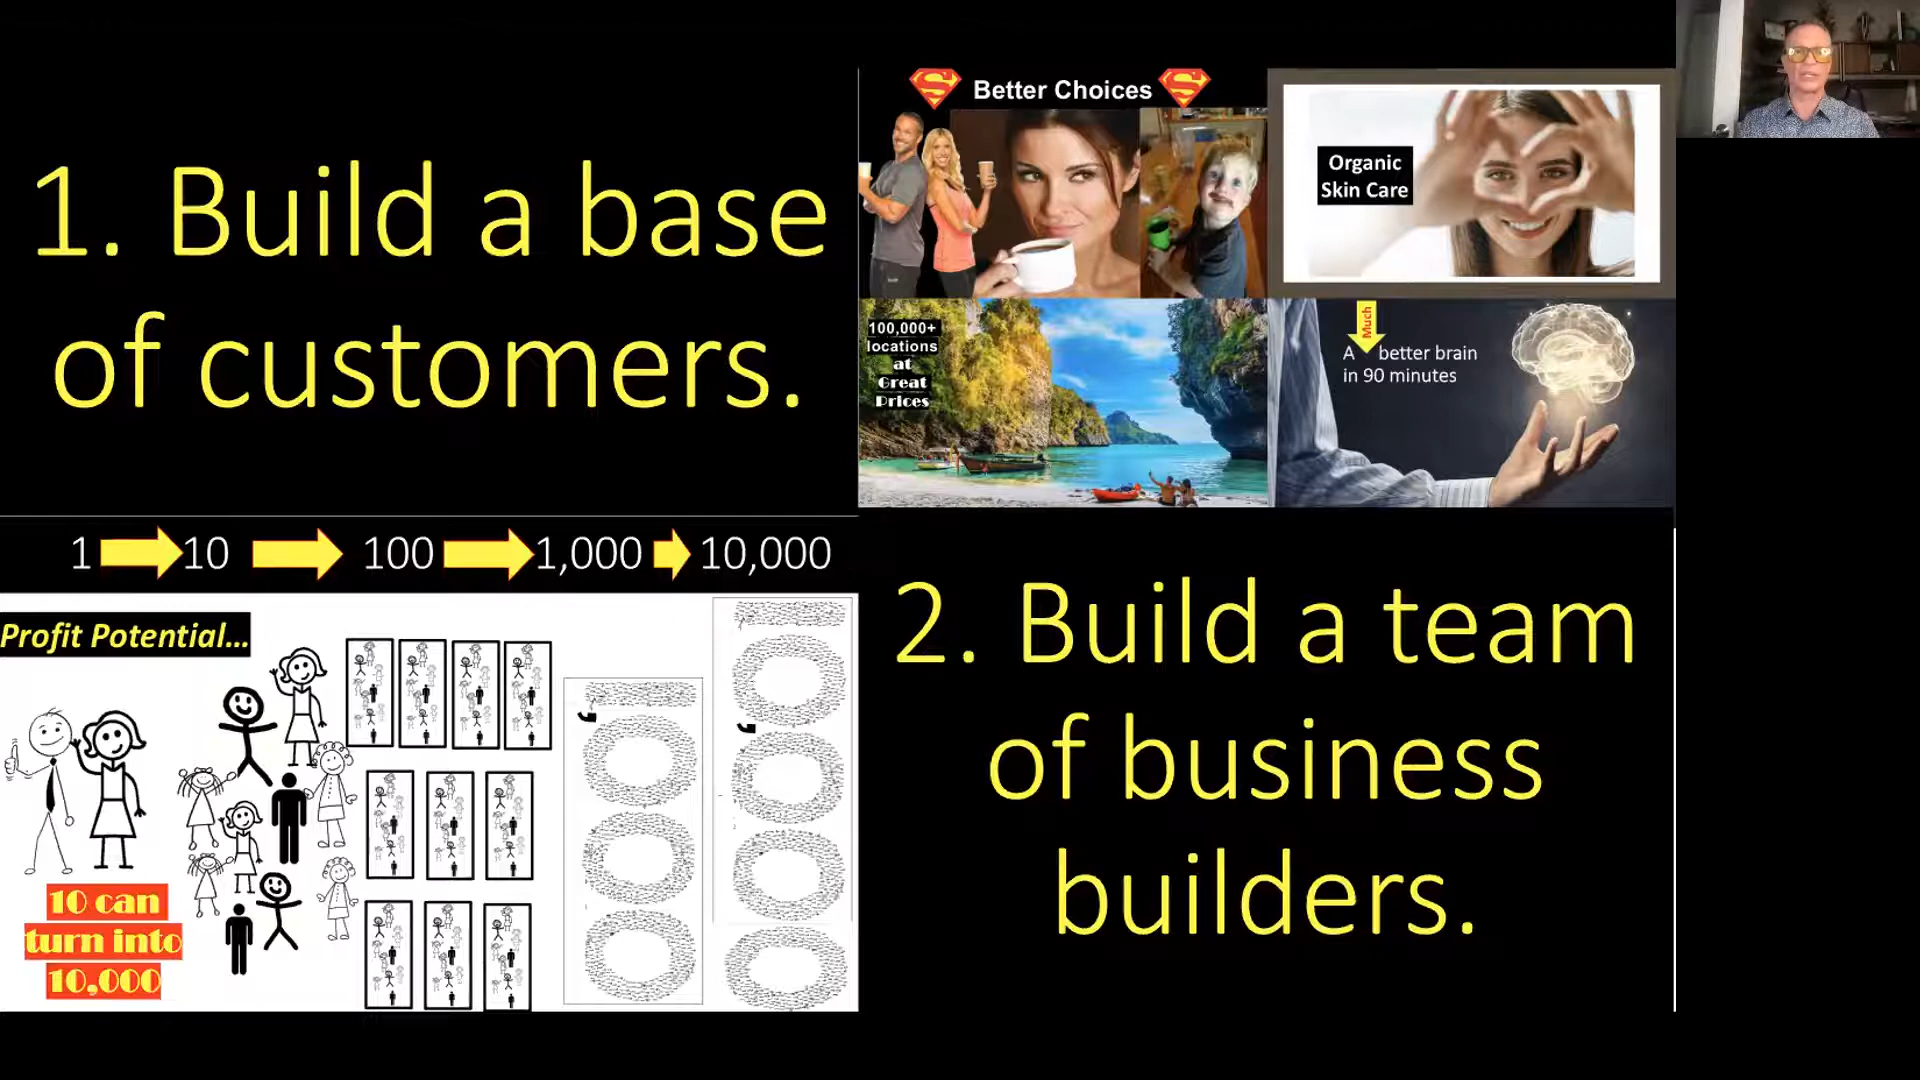 1. Build a base
of customers.
Better Choices
Organic
Skin Care
100,000+
locations
at
Great
Prices
Much
A better brain
in 90 minutes
1 10 100 1,000 10,000
Profit Potential...
10 can
turn into
10,000
2. Build a team
of business
builders.